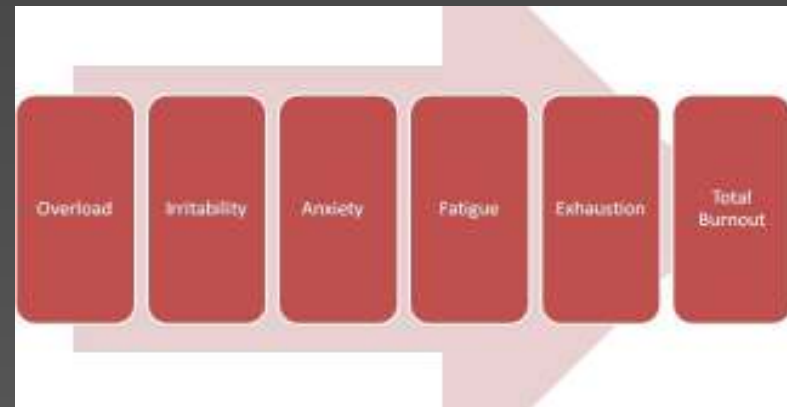 Overload
Irritability
Anxiety
Fatigue
Exhaustion
Total
Burnout